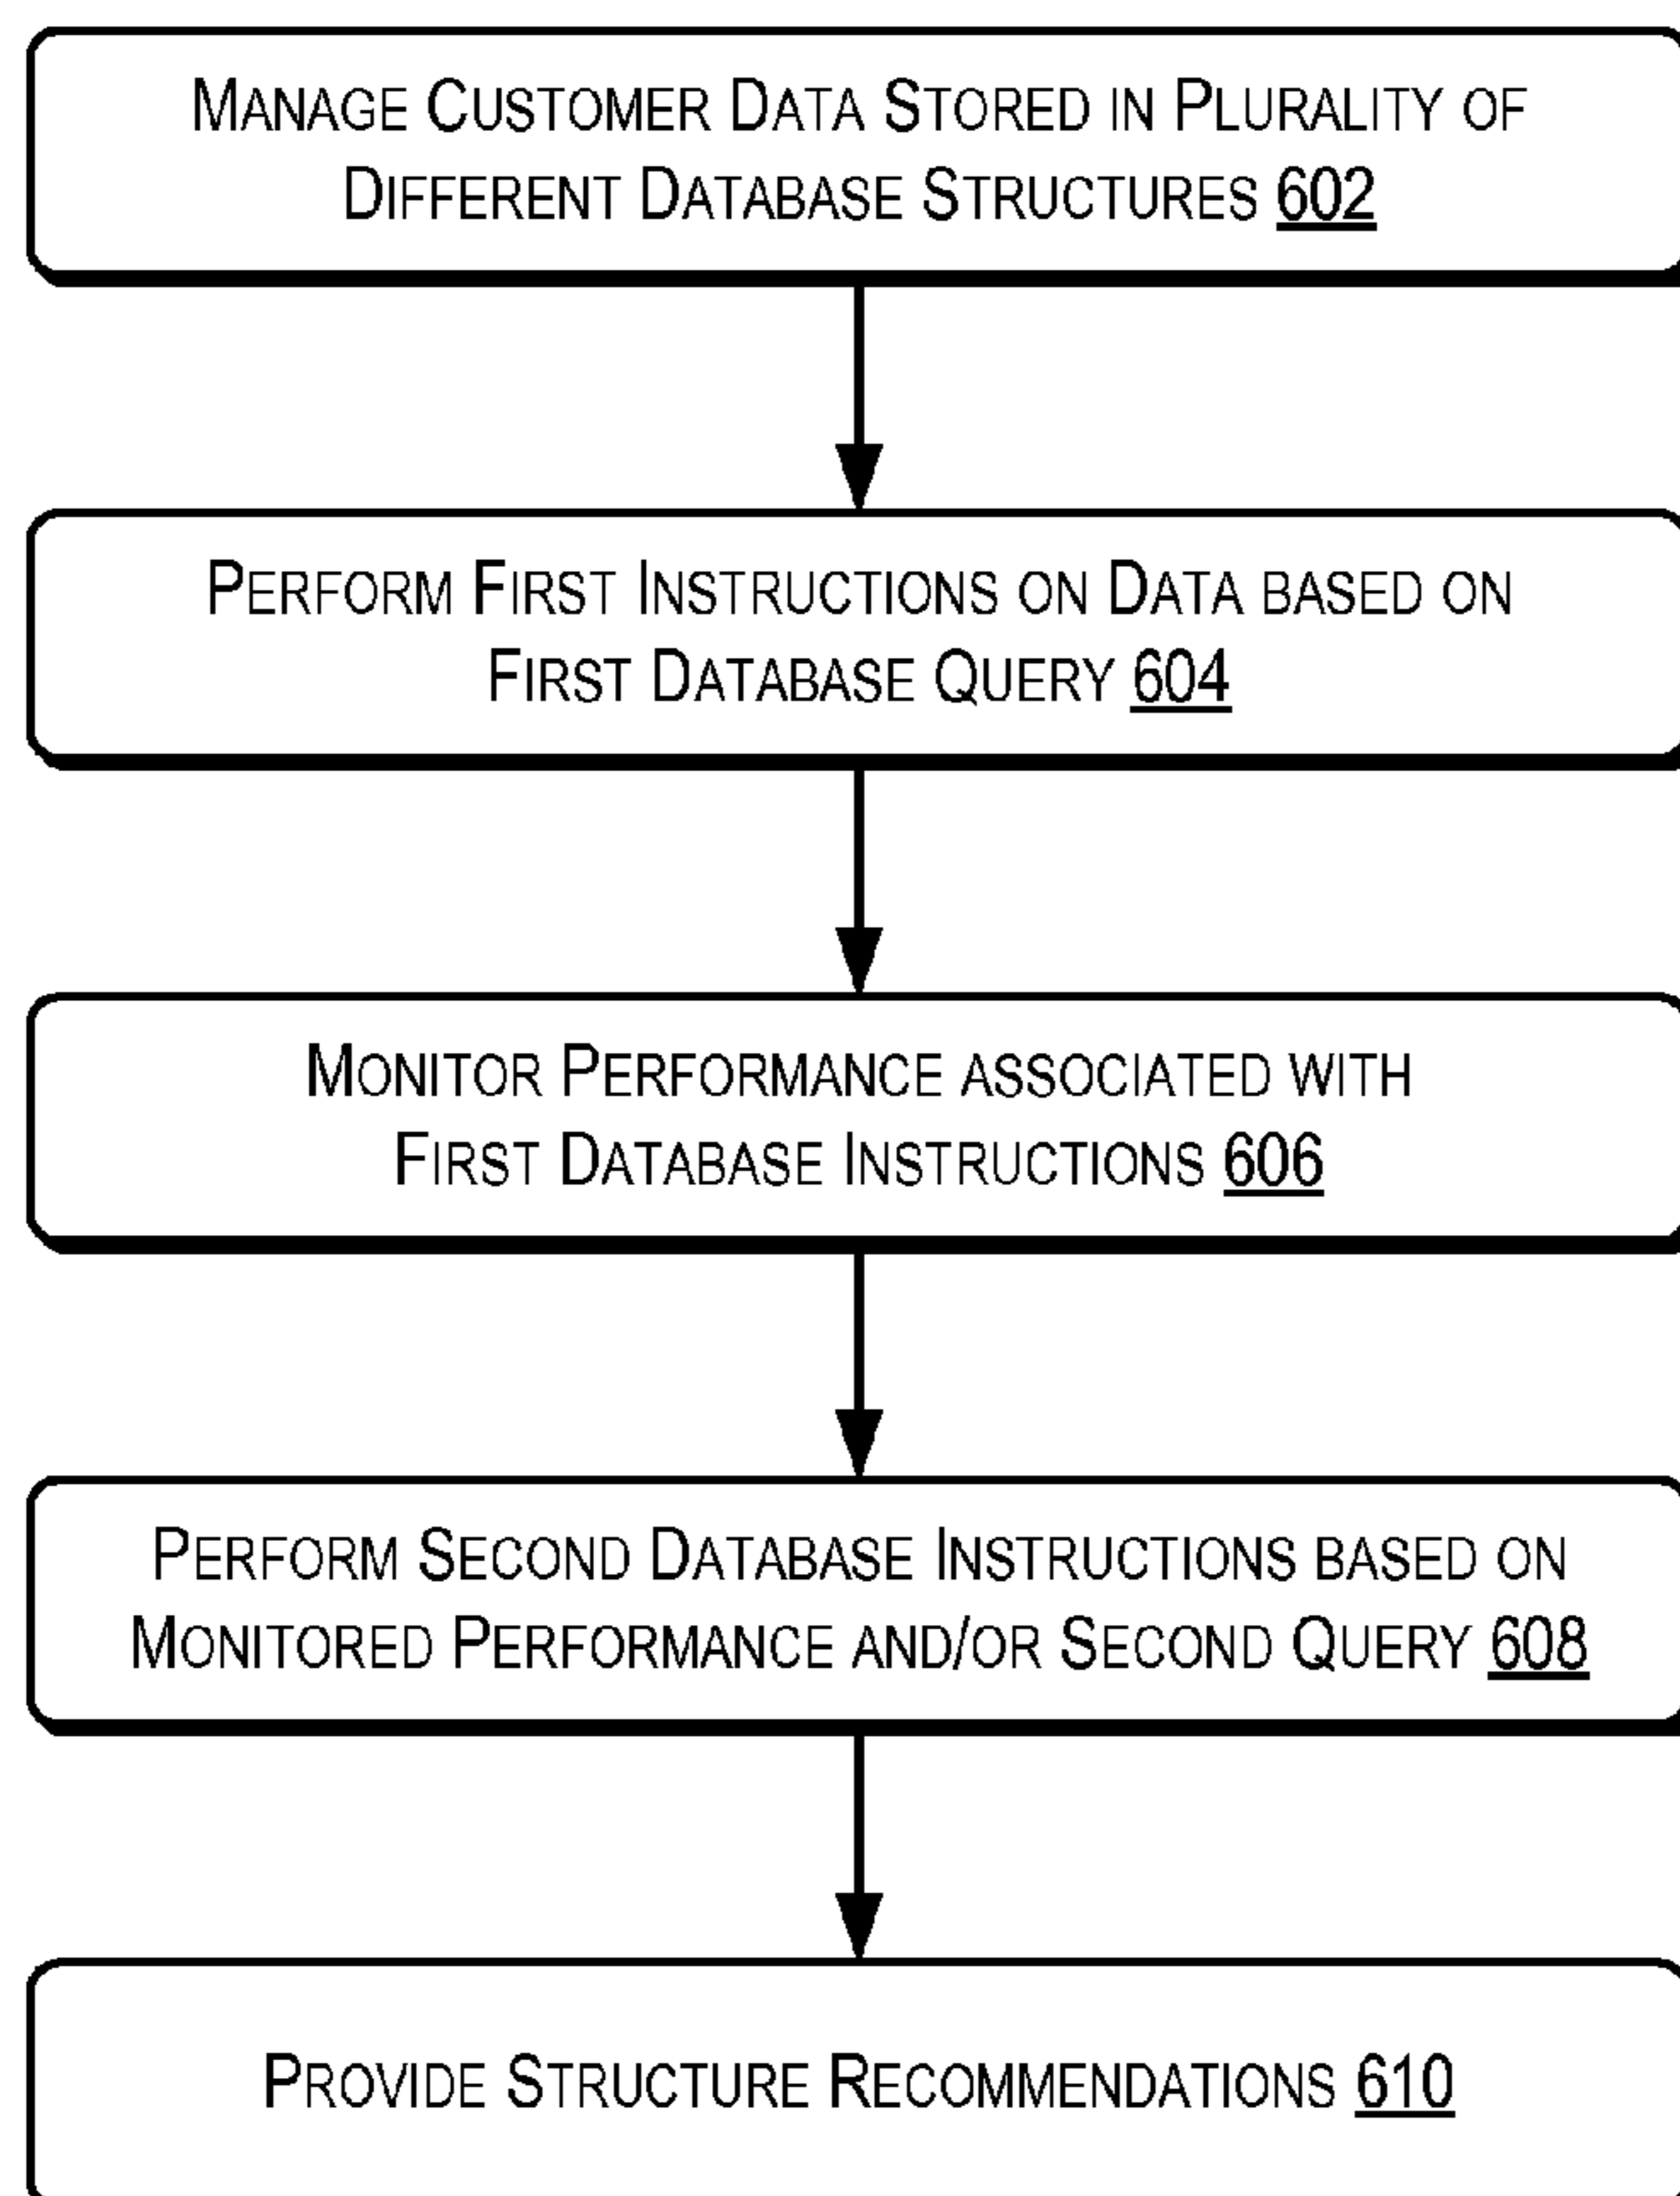 MANAGE CUSTOMER DATA STORED IN PLURALITY OF
DIFFERENT DATABASE STRUCTURES 602
PERFORM FIRST INSTRUCTIONS ON DATA BASED ON
FIRST DATABASE QUERY 604
MONITOR PERFORMANCE ASSOCIATED WITH
FIRST DATABASE INSTRUCTIONS 606
PERFORM SECOND DATABASE INSTRUCTIONS BASED ON
MONITORED PERFORMANCE AND/OR SECOND QUERY 608
PROVIDE STRUCTURE RECOMMENDATIONS 610